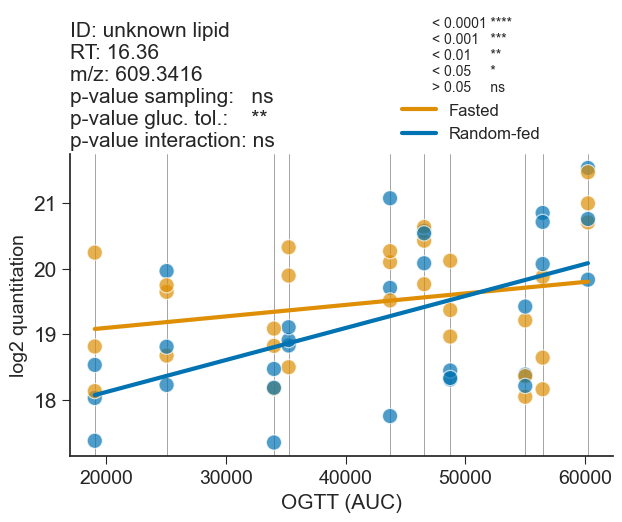 ID: unknown lipid
RT: 16.36
m/z: 609.3416
p-value sampling: ns
p-value gluc. tol.: **
p-value interaction: ns
< 0.0001 ****
< 0.001 ***
< 0.01 **
< 0.05 *
> 0.05 ns
Fasted
Random-fed
log2 quantitation
21
20
19
18
20000 30000 40000 50000 60000
OGTT (AUC)